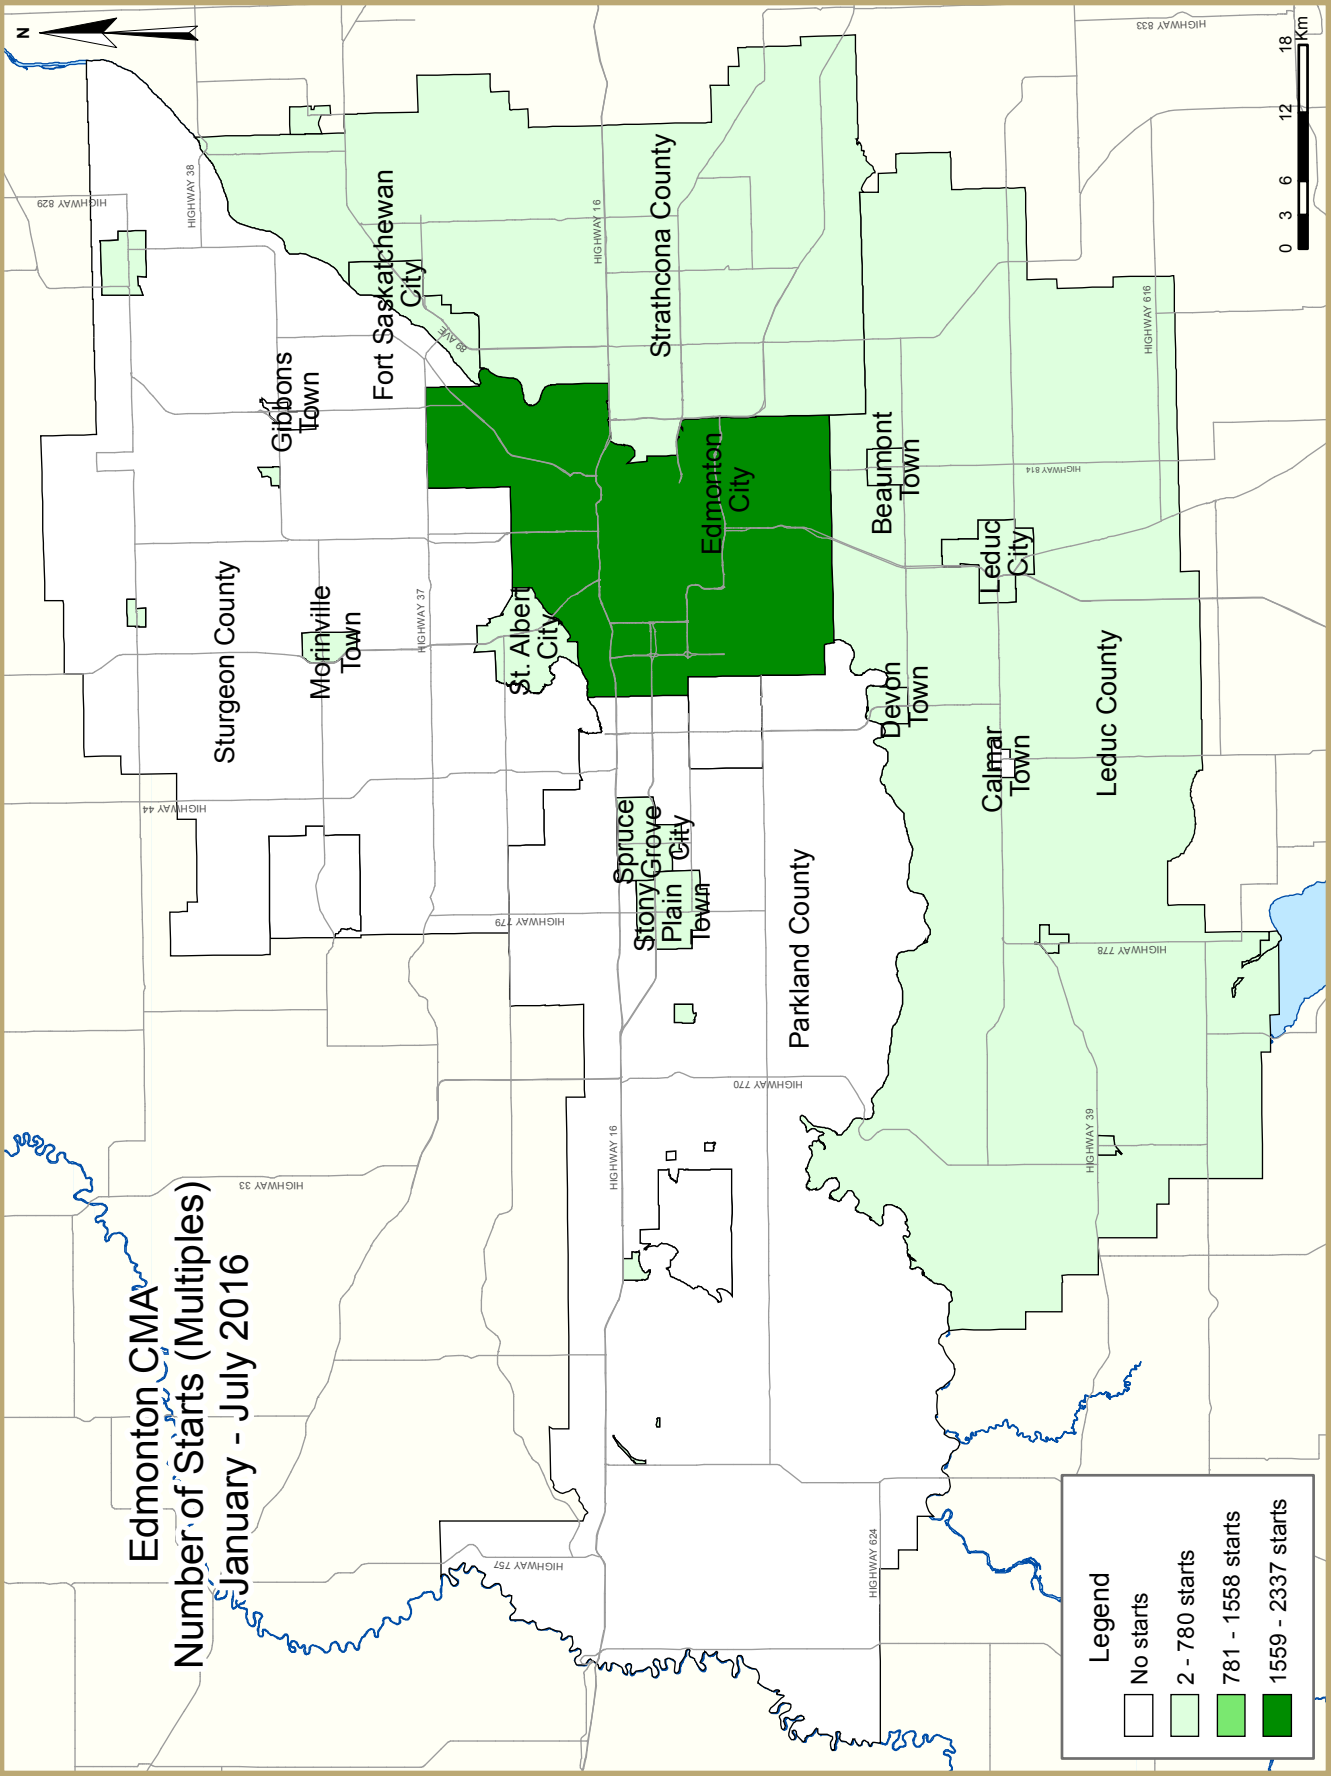 Edmonton CMA
Number of Starts (Multiples)
January - July 2016
N
HIGHWAY 829
HIGHWAY 38
HIGHWAY 833
Gibbons
Town
Fort Saskatchewan
City
89 AVE
HIGHWAY 16
Strathcona County
Sturgeon County
Morinville
Town
HIGHWAY 37
HIGHWAY 44
St. Albert
City
Edmonton
City
Beaumont
Town
HIGHWAY 814
HIGHWAY 616
Leduc
City
Devon
Town
Calmar
Town
Leduc County
Spruce
Grove
City
Stony
Plain
Town
HIGHWAY 779
Parkland County
HIGHWAY 770
HIGHWAY 778
HIGHWAY 39
HIGHWAY 16
HIGHWAY 33
HIGHWAY 757
HIGHWAY 624
0 3 6 12 18
Km
Legend
No starts
2 - 780 starts
781 - 1558 starts
1559 - 2337 starts